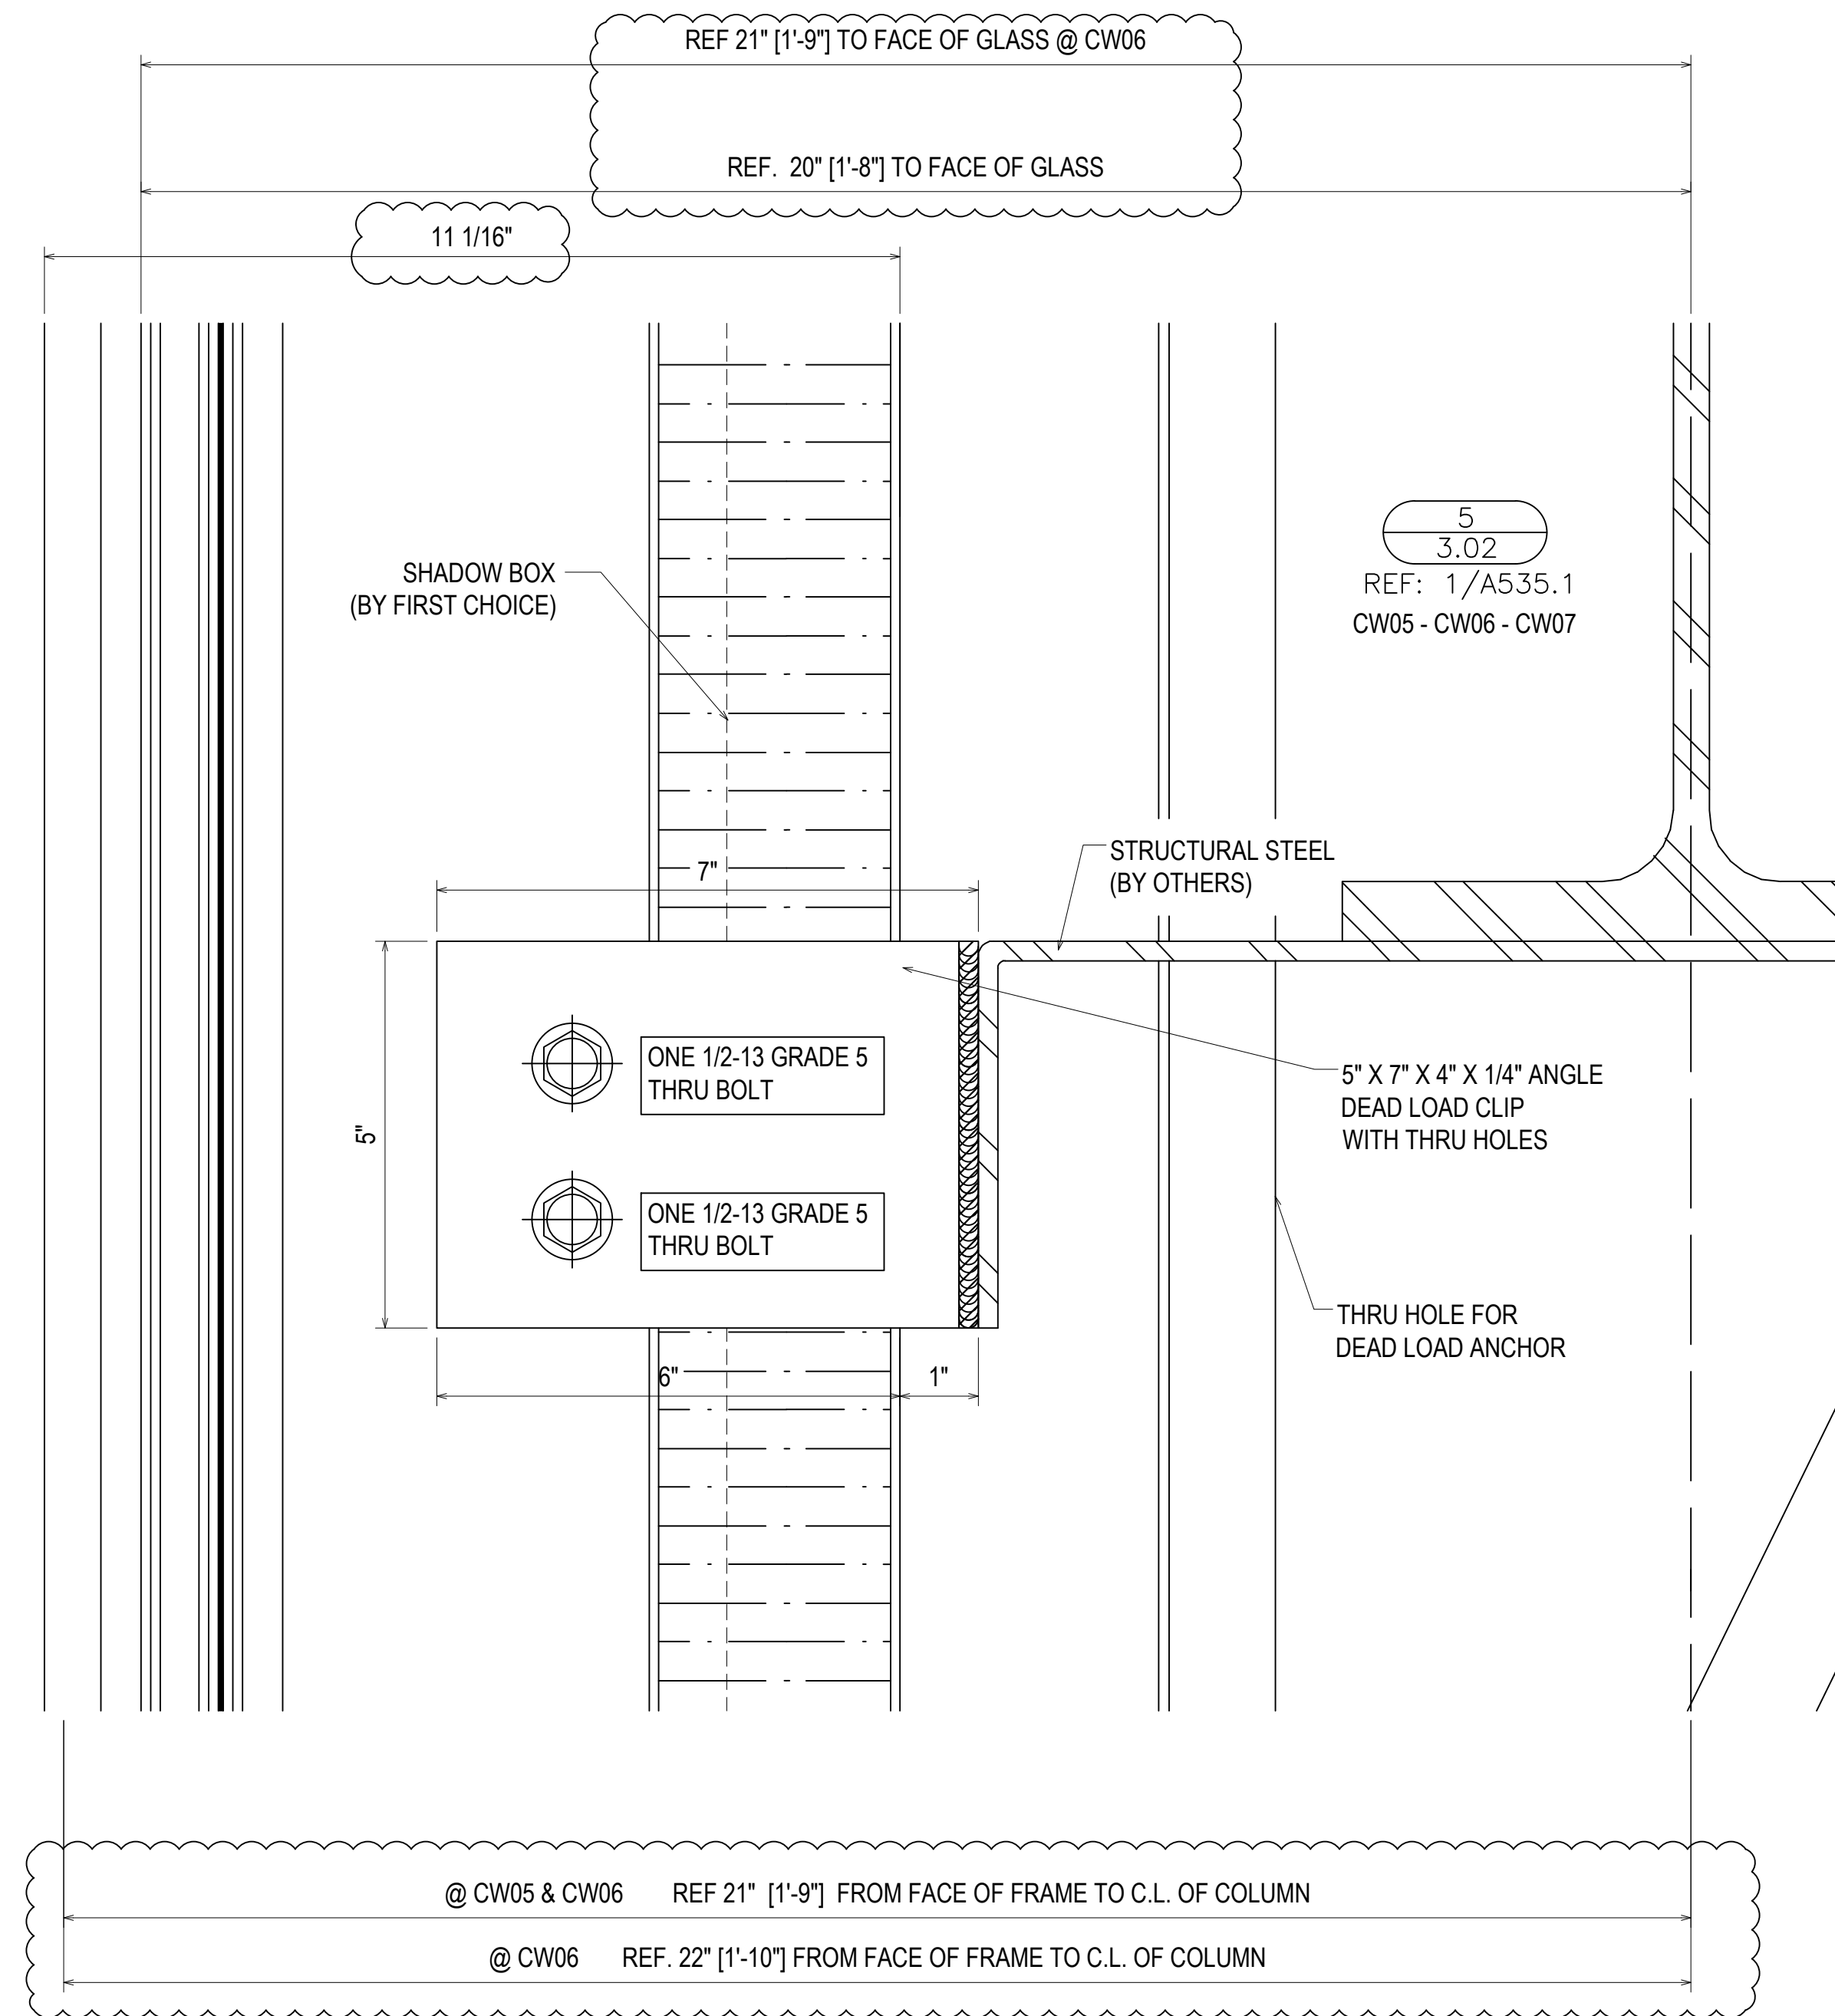 REF 21" [1'-9"] TO FACE OF GLASS @ CW06
REF. 20" [1'-8"] TO FACE OF GLASS
11 1/16"
5
3.02
REF: 1/A535.1
CW05 - CW06 - CW07
SHADOW BOX
(BY FIRST CHOICE)
STRUCTURAL STEEL
(BY OTHERS)
7"
ONE 1/2-13 GRADE 5
THRU BOLT
5" X 7" X 4" X 1/4" ANGLE
DEAD LOAD CLIP
WITH THRU HOLES
5"
ONE 1/2-13 GRADE 5
THRU BOLT
THRU HOLE FOR
DEAD LOAD ANCHOR
6"
1"
@ CW05 & CW06 REF 21" [1'-9"] FROM FACE OF FRAME TO C.L. OF COLUMN
@ CW06 REF. 22" [1'-10"] FROM FACE OF FRAME TO C.L. OF COLUMN